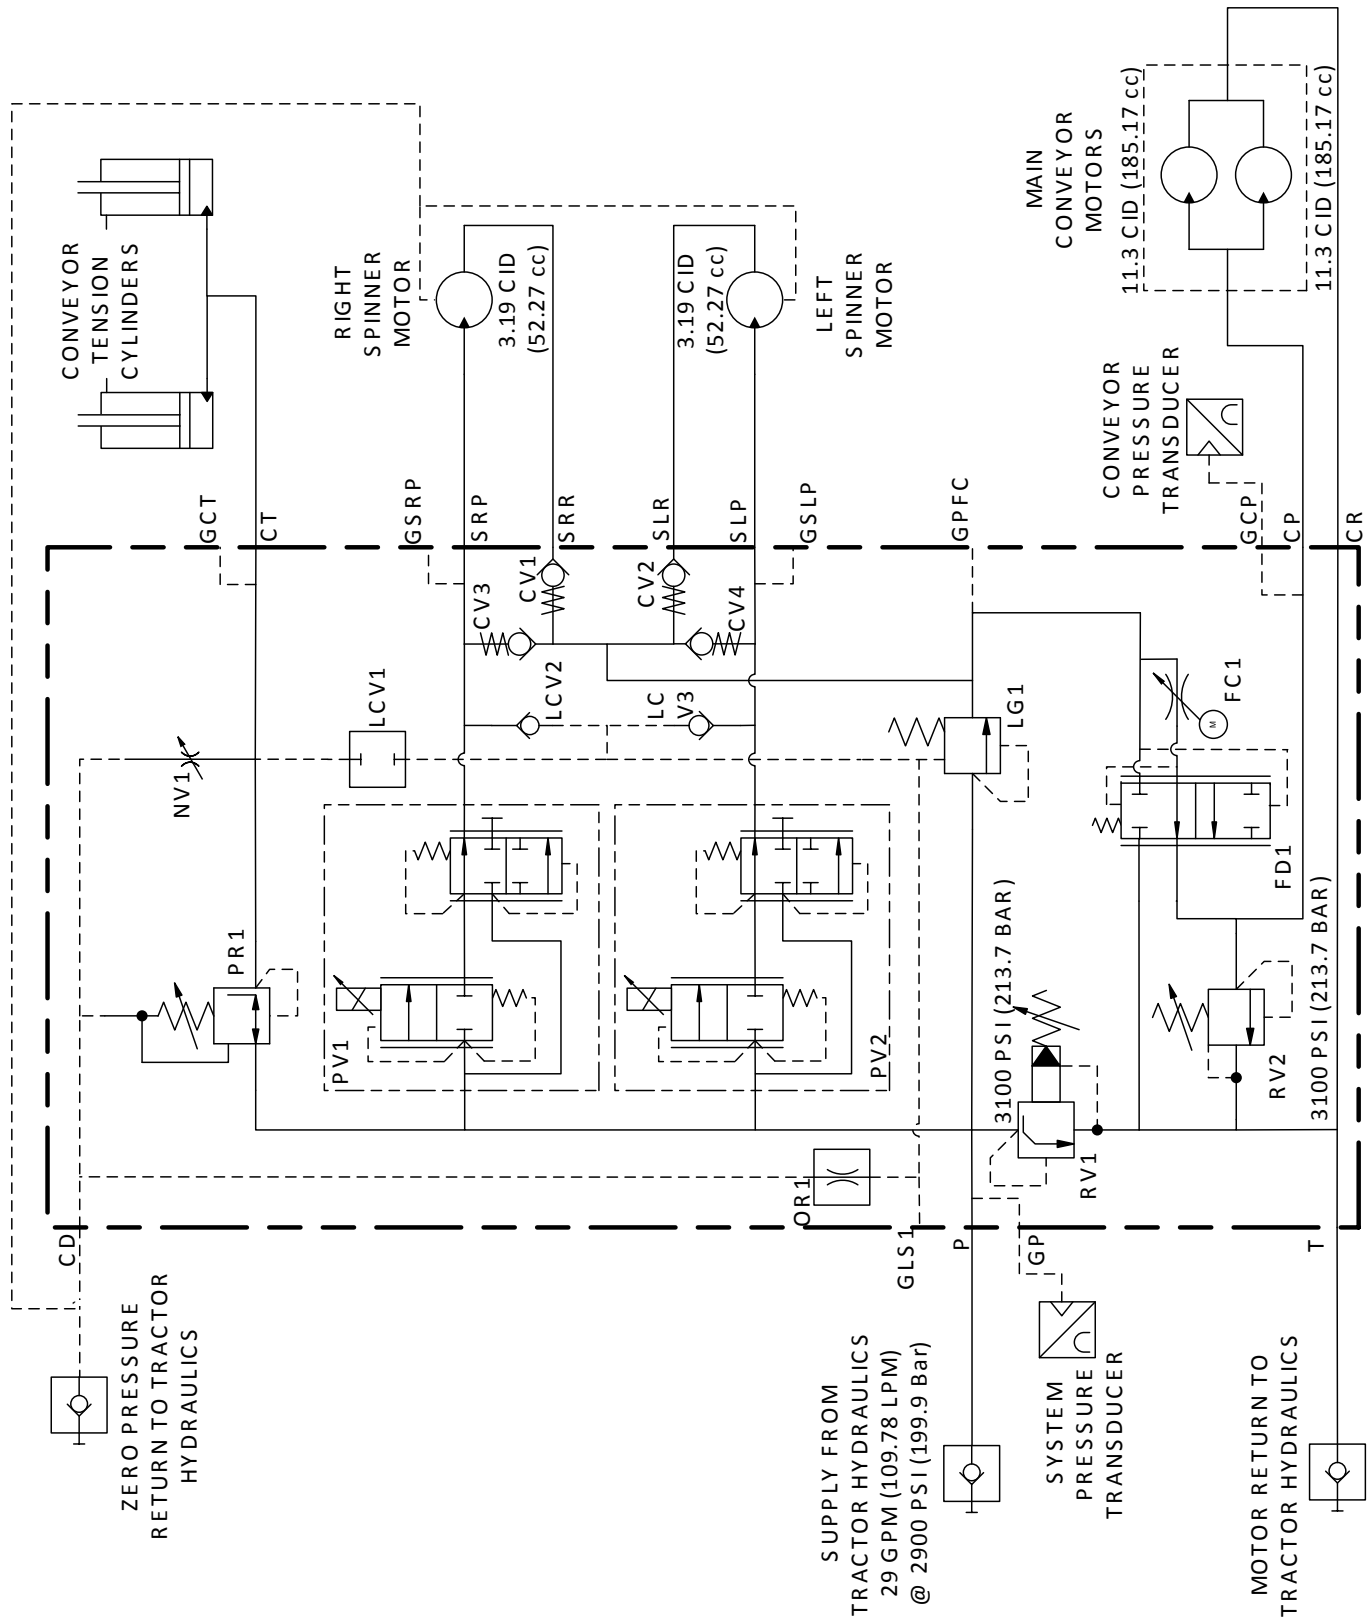 CONVEYOR
TENSION
CYLINDERS
RIGHT
SPINNER
MOTOR
3.19 CID
(52.27 cc)
3.19 CID
(52.27 cc)
LEFT
SPINNER
MOTOR
MAIN
CONVEYOR
MOTORS
11.3 CID (185.17 cc)
11.3 CID (185.17 cc)
CONVEYOR
PRESSURE
TRANSDUCER
GCT
CT
GSRP
SRP
SRR
SLR
SLP
GSLP
GPFC
GCP
CP
CR
CV3
CV1
CV2
CV4
NV1
LCV1
LCV2
LC
V3
LG1
FC1
M
FD1
PR1
PV1
PV2
3100 PSI (213.7 BAR)
RV1
RV2
3100 PSI (213.7 BAR)
OR1
CD
GLS1
P
GP
T
ZERO PRESSURE
RETURN TO TRACTOR
HYDRAULICS
SUPPLY FROM
TRACTOR HYDRAULICS
29 GPM (109.78 LPM)
@ 2900 PSI (199.9 Bar)
SYSTEM
PRESSURE
TRANSDUCER
MOTOR RETURN TO
TRACTOR HYDRAULICS